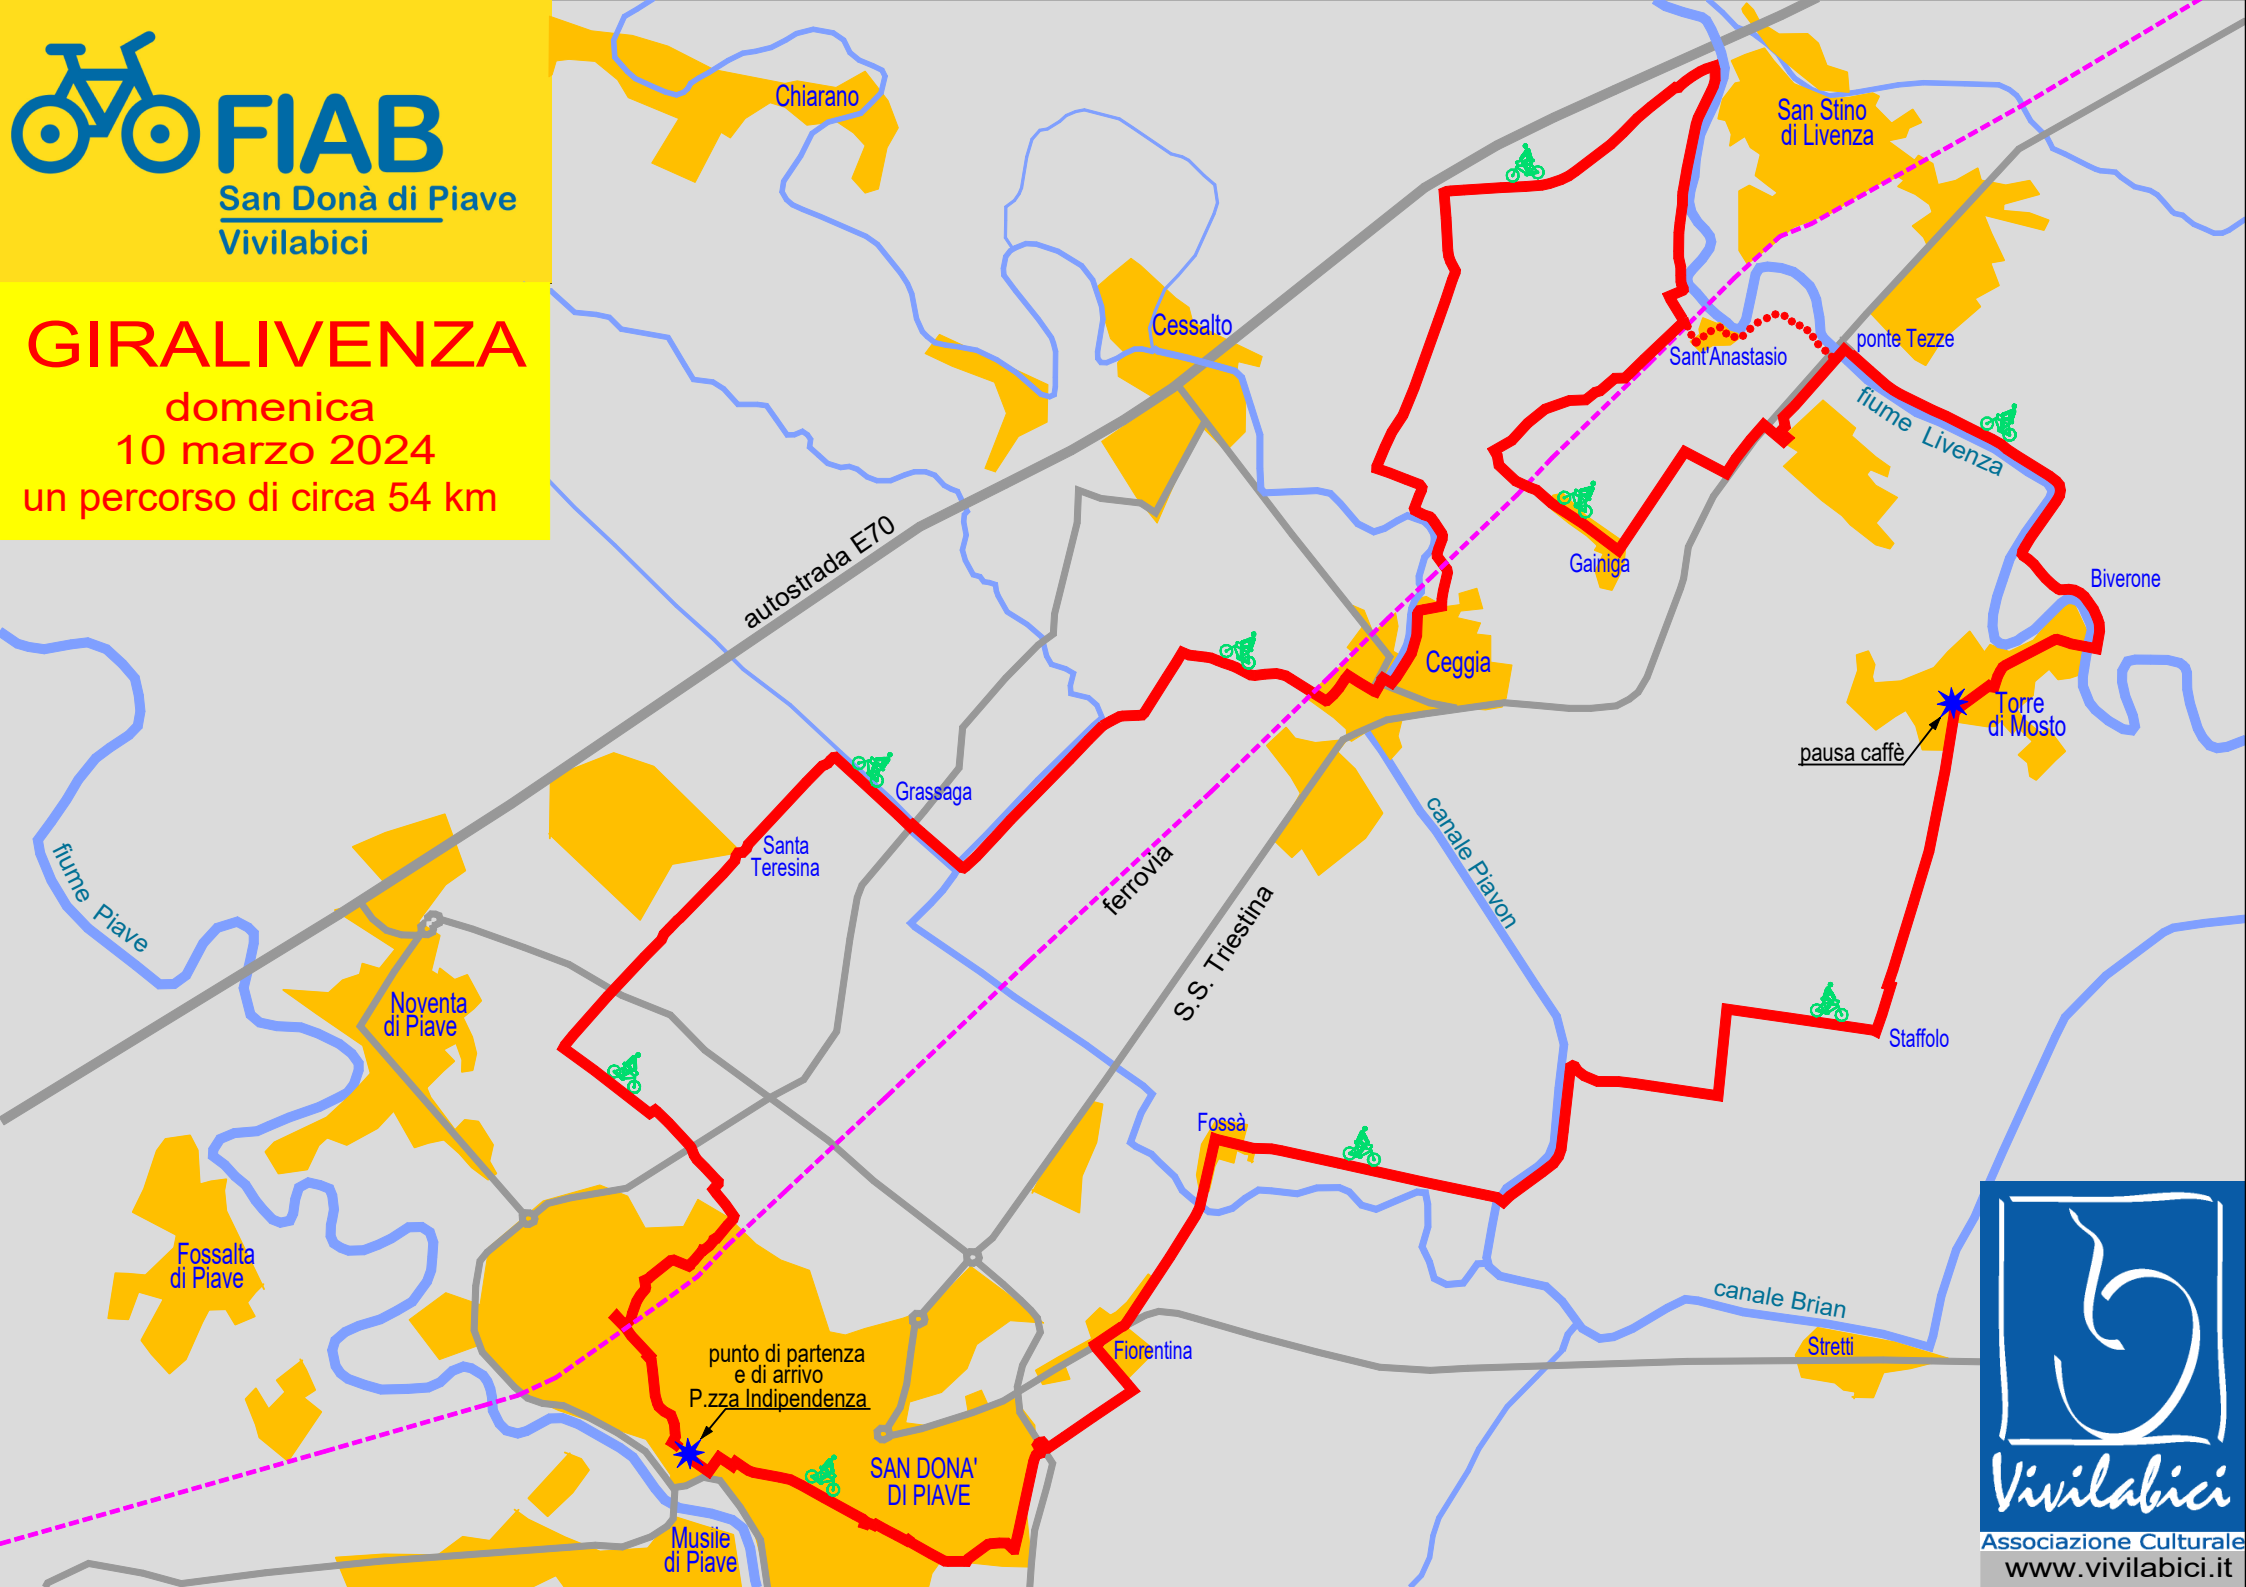 FIAB
San Donà di Piave
Vivilabici
GIRALIVENZA
domenica
10 marzo 2024
un percorso di circa 54 km
Chiarano
San Stino
di Livenza
Cessalto
ponte Tezze
Sant'Anastasio
fiume Livenza
autostrada E70
Gainiga
Biverone
Ceggia
Torre
di Mosto
pausa caffè
Grassaga
Santa
Teresina
canale Piavon
ferrovia
fiume Piave
S.S. Triestina
Noventa
di Piave
Staffolo
Fossà
Fossalta
di Piave
canale Brian
Stretti
Fiorentina
punto di partenza
e di arrivo
P.zza Indipendenza
SAN DONA'
DI PIAVE
Musile
di Piave
Vivilabici
Associazione Culturale
www.vivilabici.it